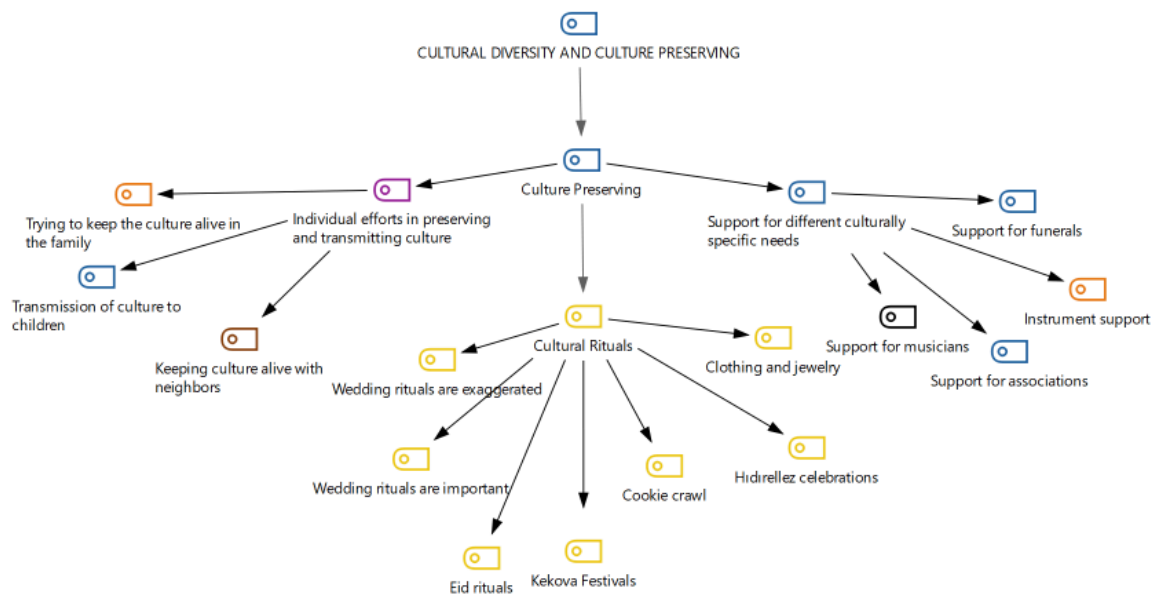 CULTURAL DIVERSITY AND CULTURE PRESERVING
Culture Preserving
Trying to keep the culture alive in
the family
Individual efforts in preserving
and transmitting culture
Support for different culturally
specific needs
Support for funerals
Transmission of culture to
children
Instrument support
Keeping culture alive with
neighbors
Cultural Rituals
Support for musicians
Clothing and jewelry
Support for associations
Wedding rituals are exaggerated
Wedding rituals are important
Cookie crawl
Hıdırellez celebrations
Eid rituals
Kekova Festivals